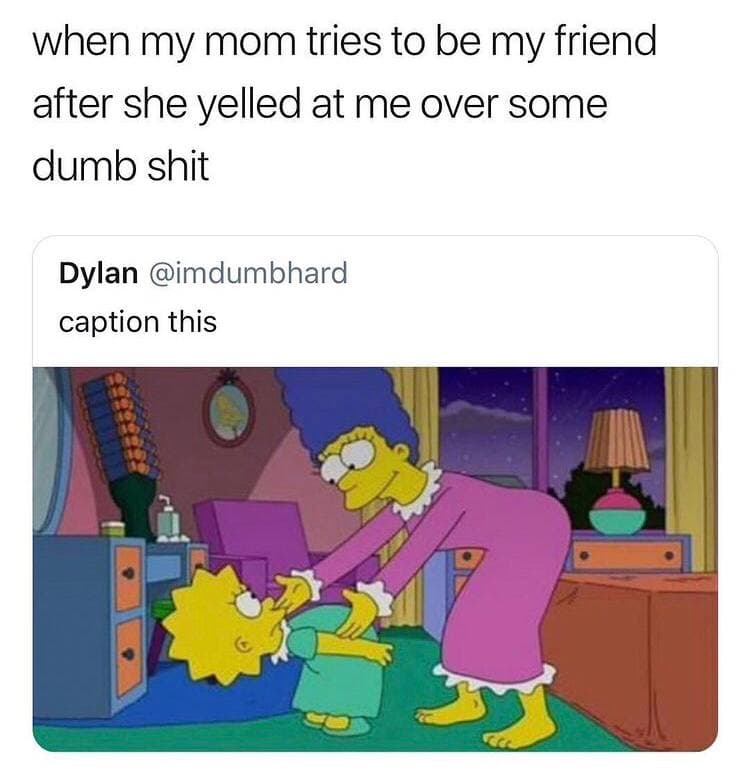 when my mom tries to be my friend
after she yelled at me over some
dumb shit
Dylan @imdumbhard
caption this